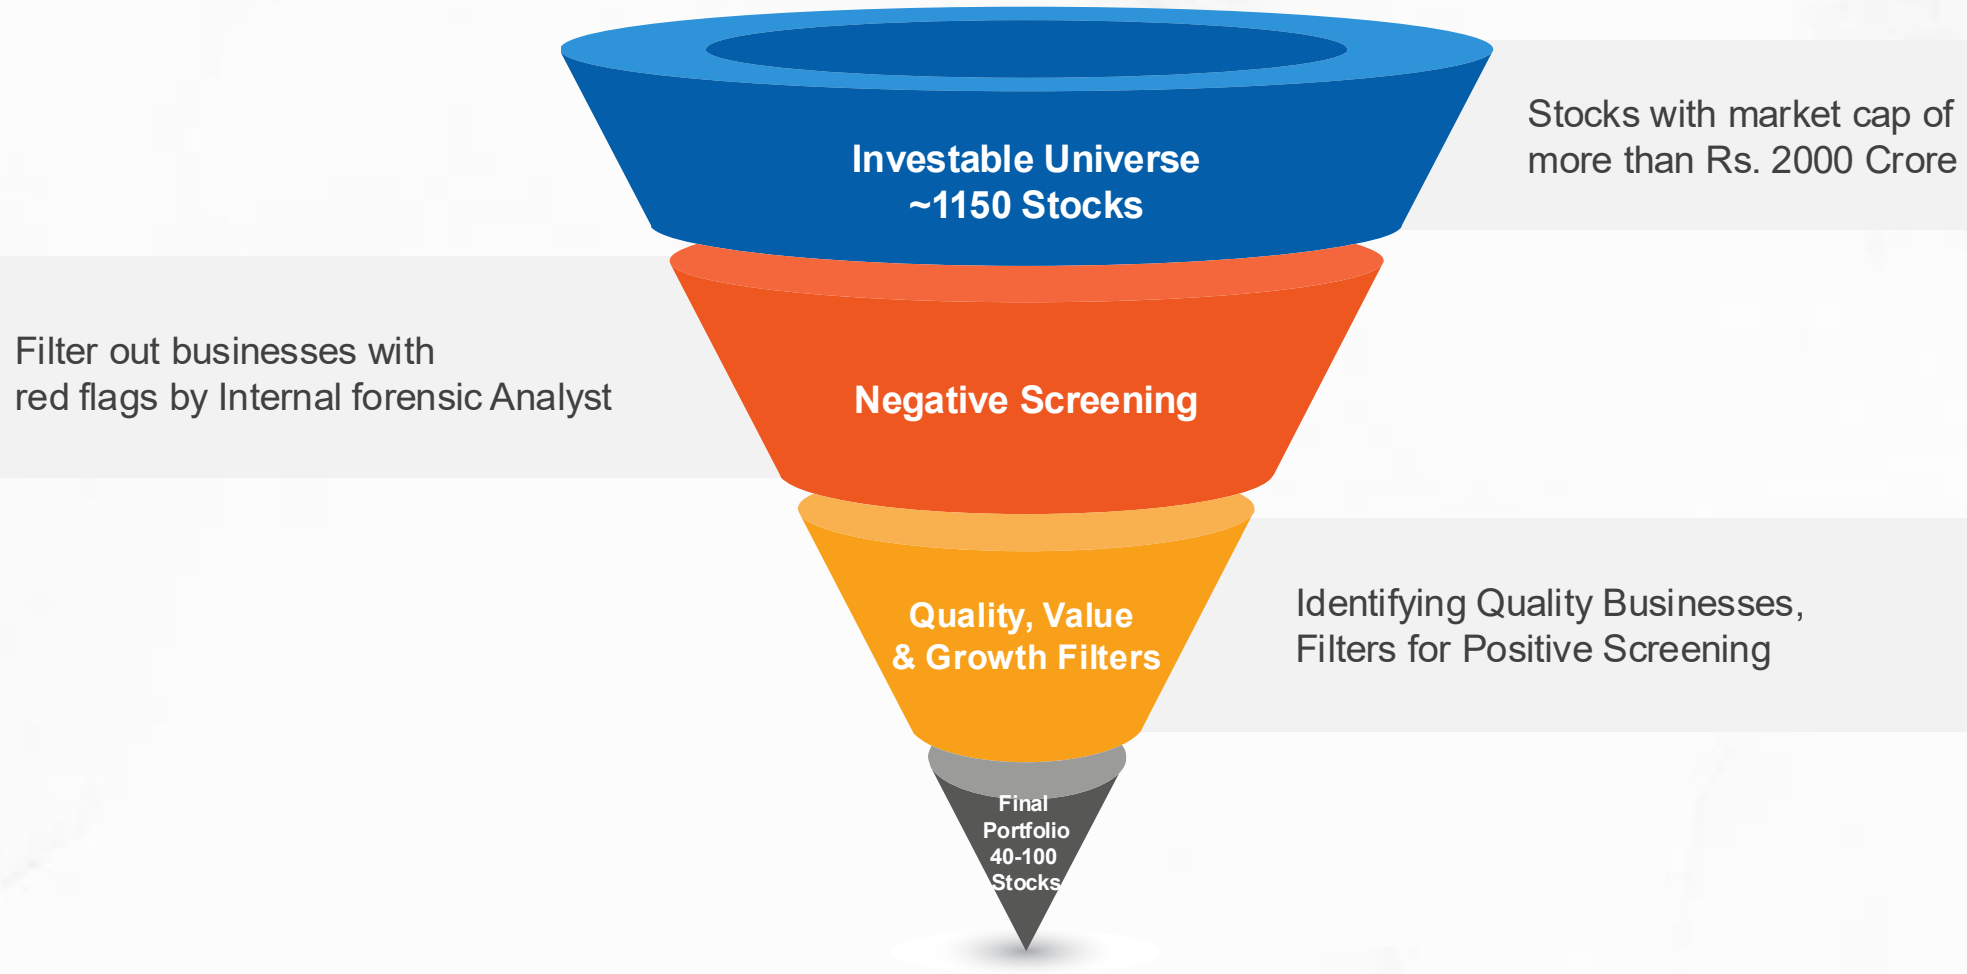 Investable Universe
~1150 Stocks
Stocks with market cap of
more than Rs. 2000 Crore
Filter out businesses with
red flags by Internal forensic Analyst
Negative Screening
Quality, Value
& Growth Filters
Identifying Quality Businesses,
Filters for Positive Screening
Final
Portfolio
40-100
Stocks